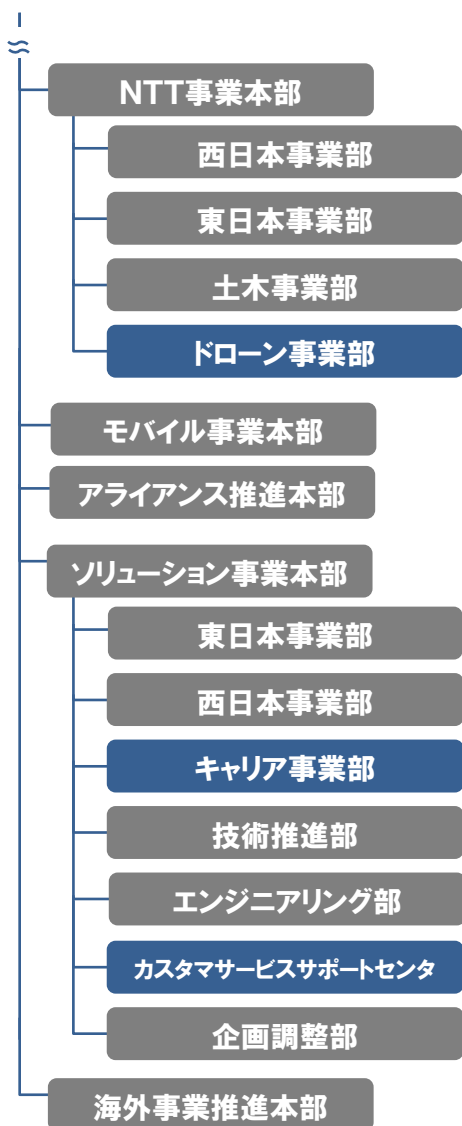 NTT事業本部
西日本事業部
東日本事業部
土木事業部
ドローン事業部
モバイル事業本部
アライアンス推進本部
ソリューション事業本部
東日本事業部
西日本事業部
キャリア事業部
技術推進部
エンジニアリング部
カスタマサービスサポートセンタ
企画調整部
海外事業推進本部